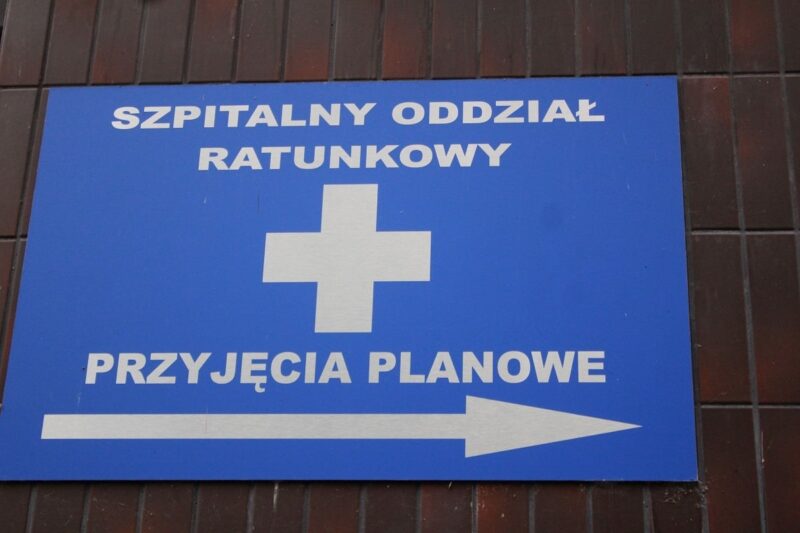 SZPITALNY ODDZIAŁ
RATUNKOWY
PRZYJĘCIA PLANOWE